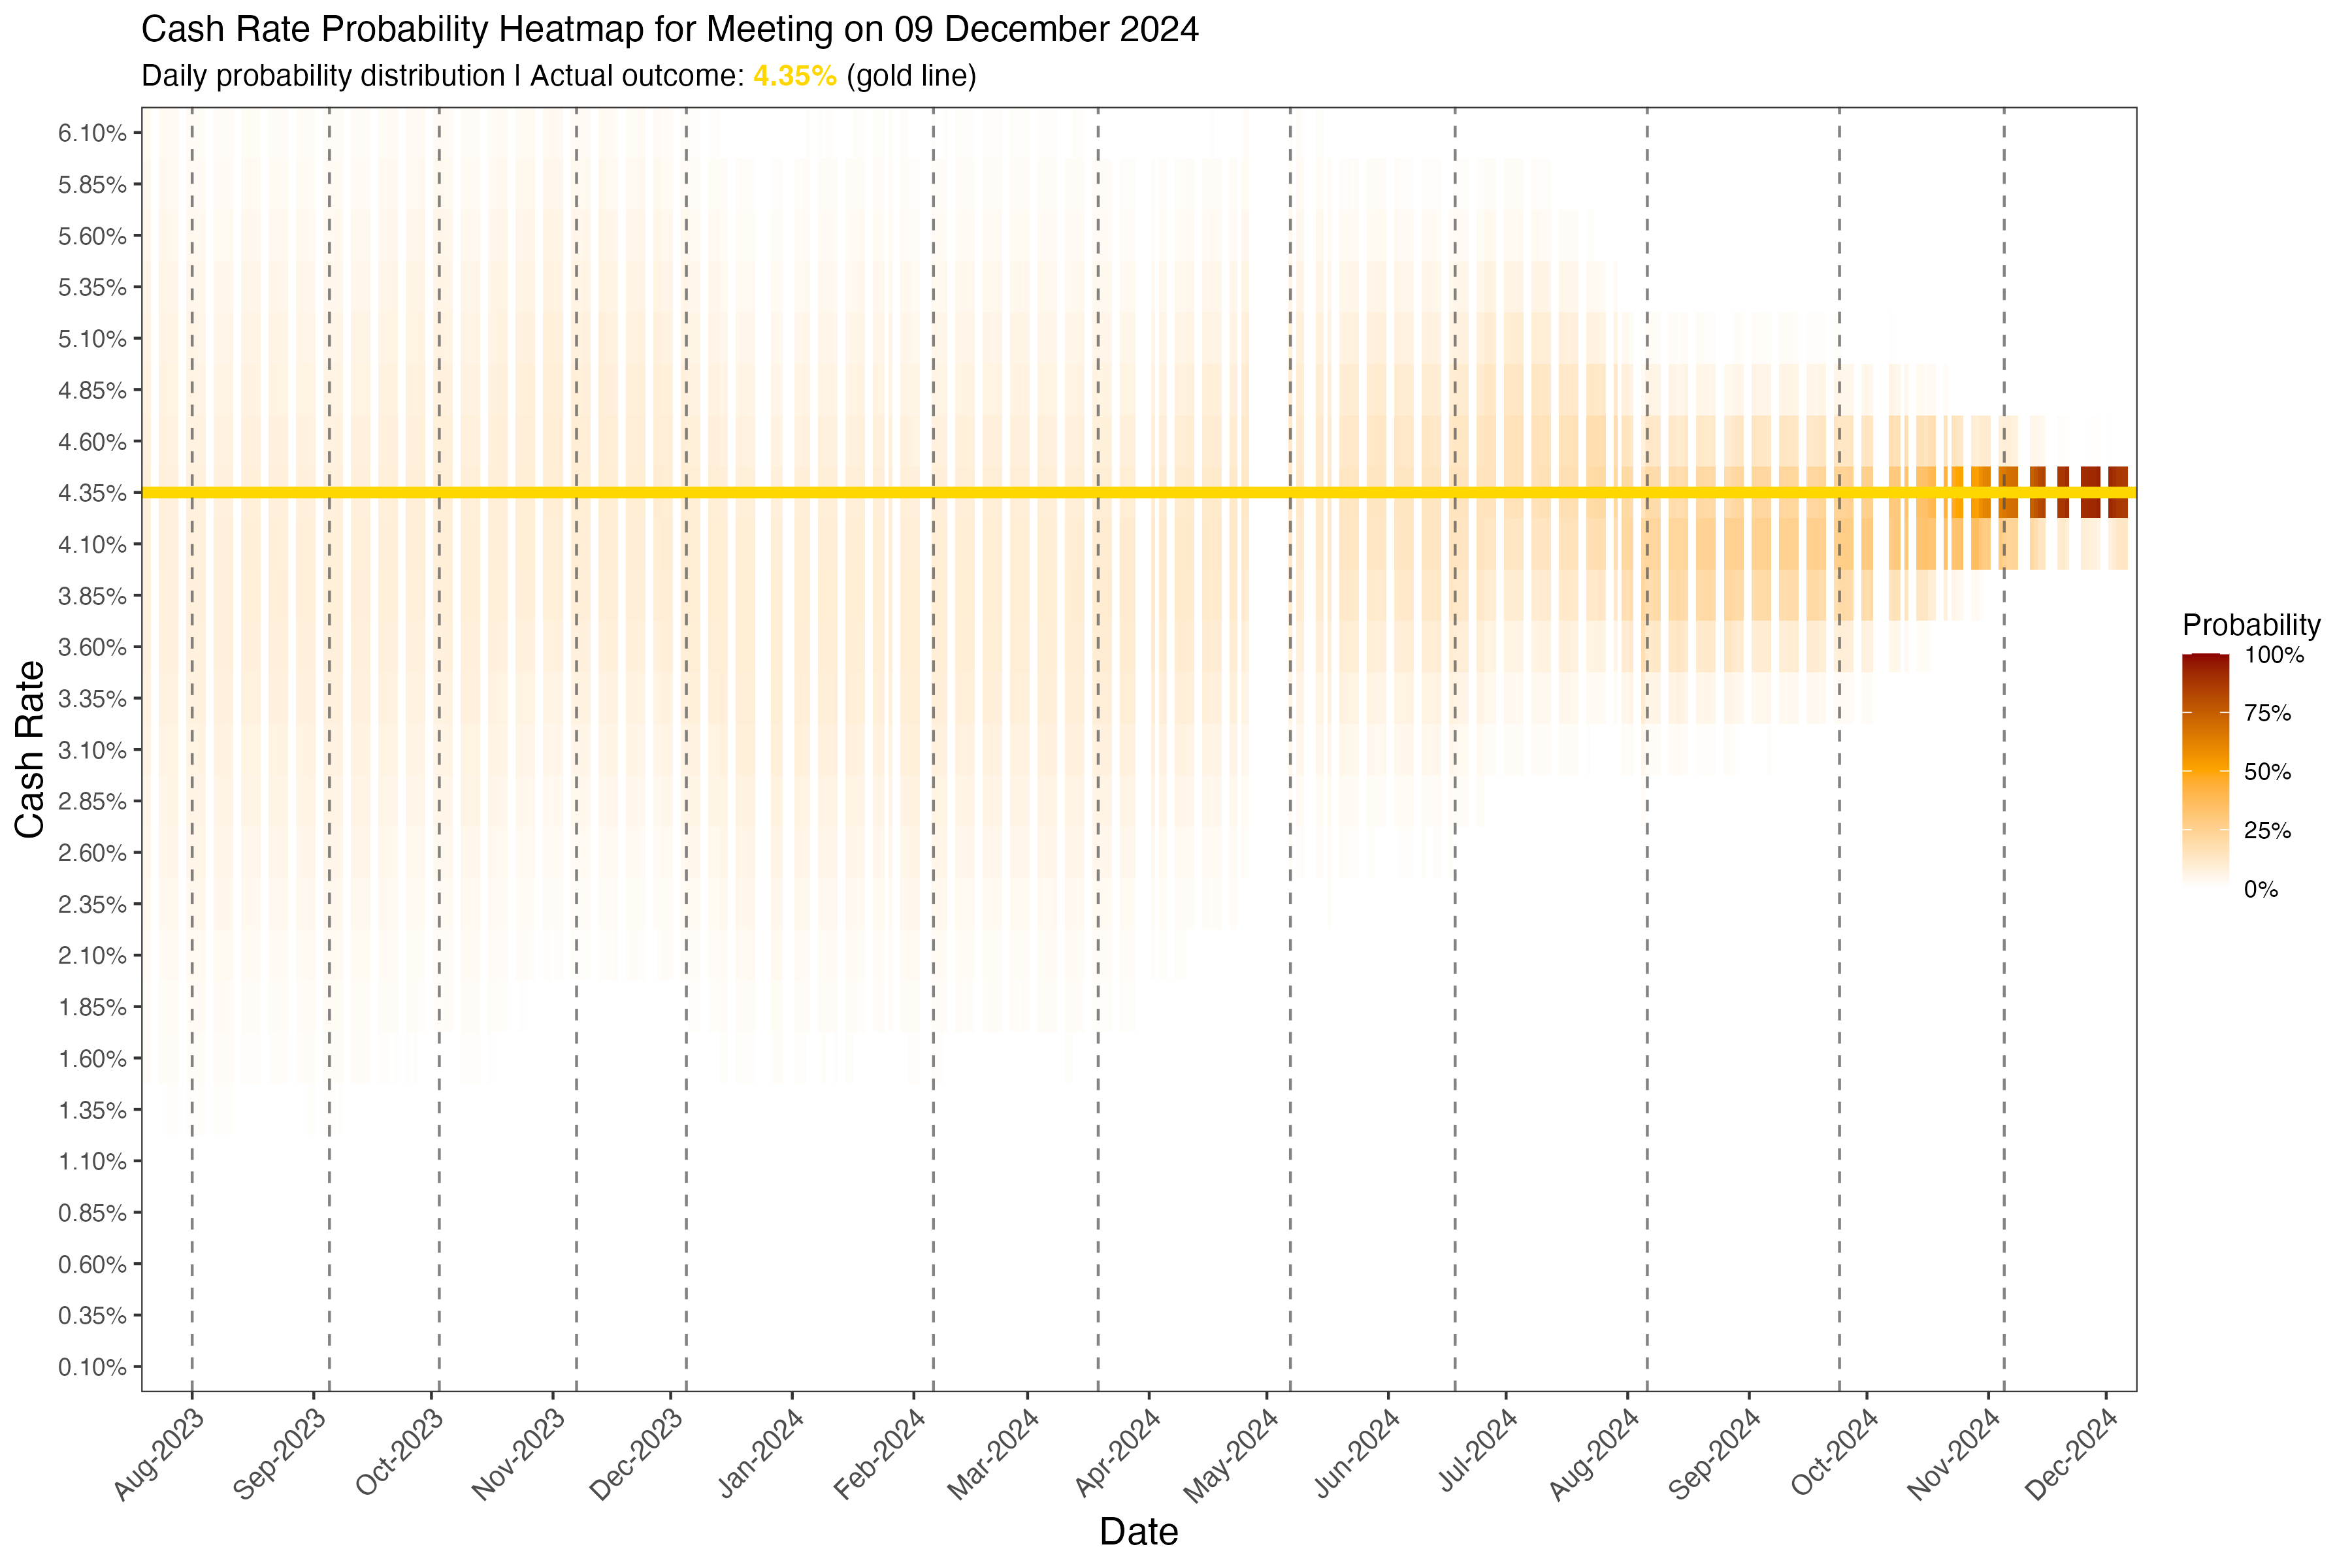 Cash Rate Probability Heatmap for Meeting on 09 December 2024
Daily probability distribution | Actual outcome: 4.35% (gold line)
Cash Rate
6.10%
5.85%
5.60%
5.35%
5.10%
4.85%
4.60%
4.35%
4.10%
3.85%
3.60%
3.35%
3.10%
2.85%
2.60%
2.35%
2.10%
1.85%
1.60%
1.35%
1.10%
0.85%
0.60%
0.35%
0.10%
Aug-2023
Sep-2023
Oct-2023
Nov-2023
Dec-2023
Jan-2024
Feb-2024
Mar-2024
Apr-2024
May-2024
Jun-2024
Jul-2024
Aug-2024
Sep-2024
Oct-2024
Nov-2024
Dec-2024
Date
Probability
100%
75%
50%
25%
0%